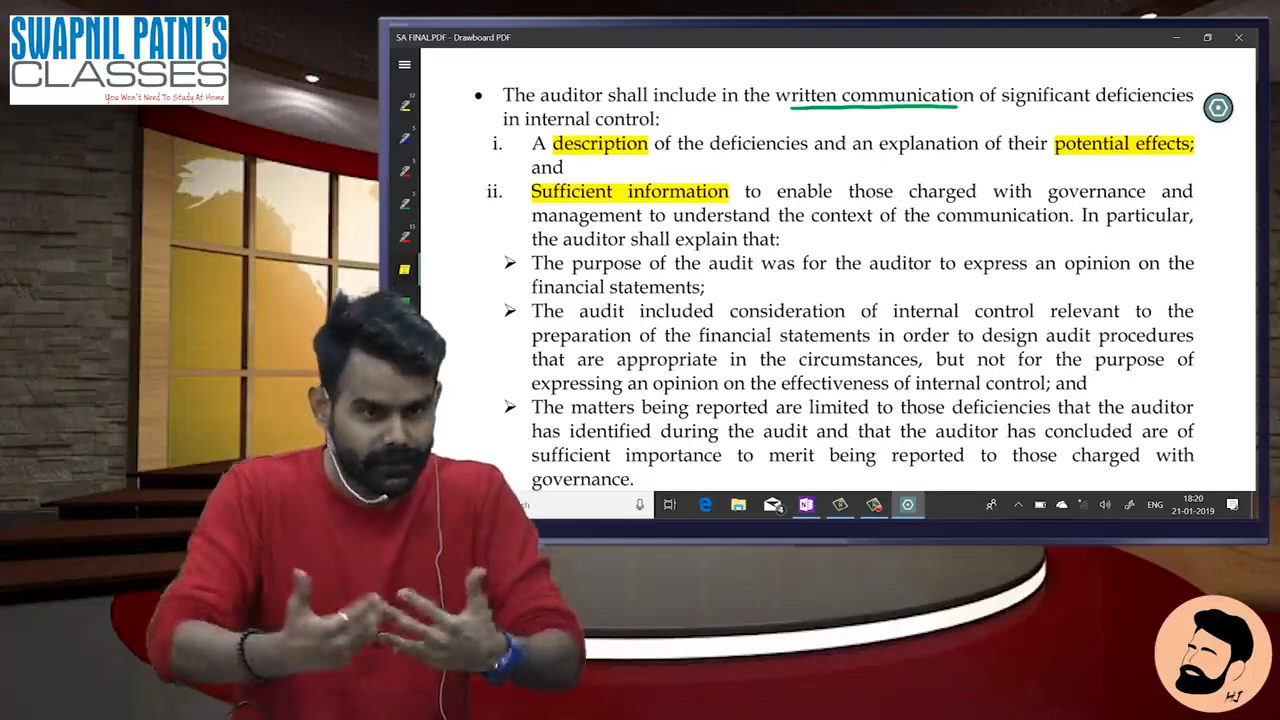 SWAPNIL PATNI'S
CLASSES
You Won't Need To Study At Home
SA FINAL.PDF - Drawboard PDF
• The auditor shall include in the written communication of significant deficiencies
in internal control:
i. A description of the deficiencies and an explanation of their potential effects;
and
ii. Sufficient information to enable those charged with governance and
management to understand the context of the communication. In particular,
the auditor shall explain that:
➢ The purpose of the audit was for the auditor to express an opinion on the
financial statements;
➢ The audit included consideration of internal control relevant to the
preparation of the financial statements in order to design audit procedures
that are appropriate in the circumstances, but not for the purpose of
expressing an opinion on the effectiveness of internal control; and
➢ The matters being reported are limited to those deficiencies that the auditor
has identified during the audit and that the auditor has concluded are of
sufficient importance to merit being reported to those charged with
governance.
ENG
18:20
21-01-2019
HJ